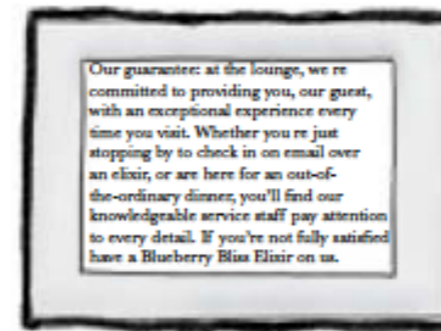 Our guarantee: at the lounge, we re
committed to providing you, our guest,
with an exceptional experience every
time you visit. Whether you re just
stopping by to check in on email over
an elixir, or are here for an out-of-
the-ordinary dinner, you'll find our
knowledgeable service staff pay attention
to every detail. If you're not fully satisfied
have a Blueberry Bliss Elixir on us.